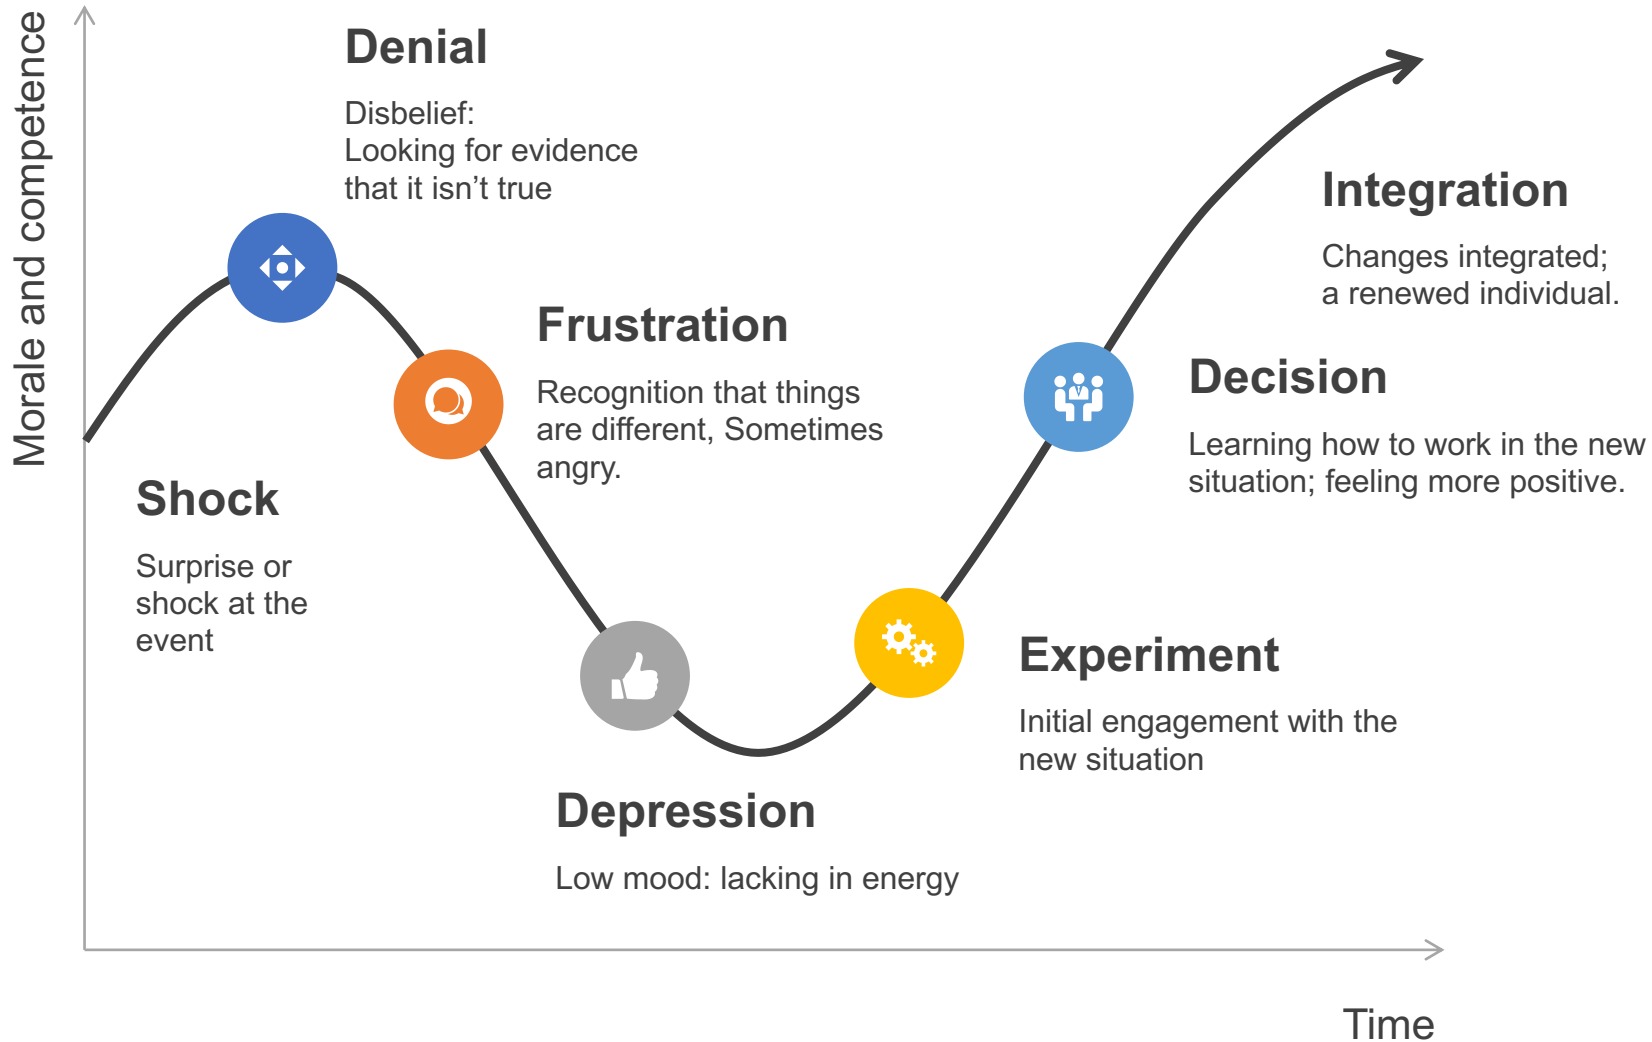 Morale and competence
Denial
Disbelief:
Looking for evidence
that it isn’t true
Shock
Surprise or
shock at the
event
Frustration
Recognition that things
are different, Sometimes
angry.
Depression
Low mood: lacking in energy
Experiment
Initial engagement with the
new situation
Decision
Learning how to work in the new
situation; feeling more positive.
Integration
Changes integrated;
a renewed individual.
Time